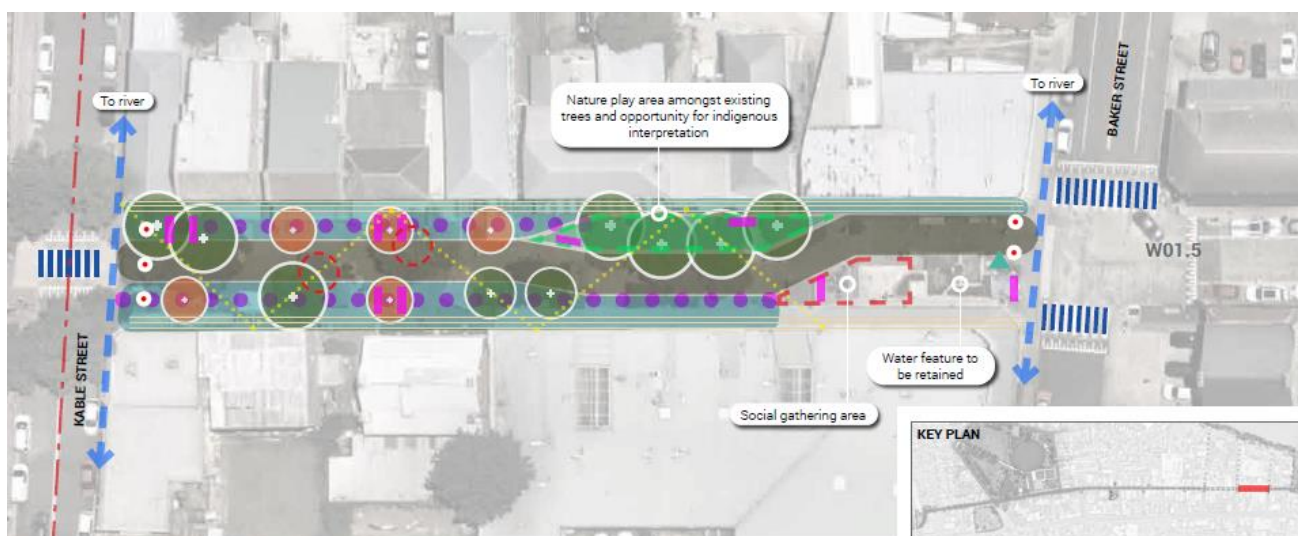 To river
To river
BAKER STREET
Nature play area amongst existing
trees and opportunity for indigenous
interpretation
W01.5
KABLE STREET
Water feature to
be retained
Social gathering area
KEY PLAN